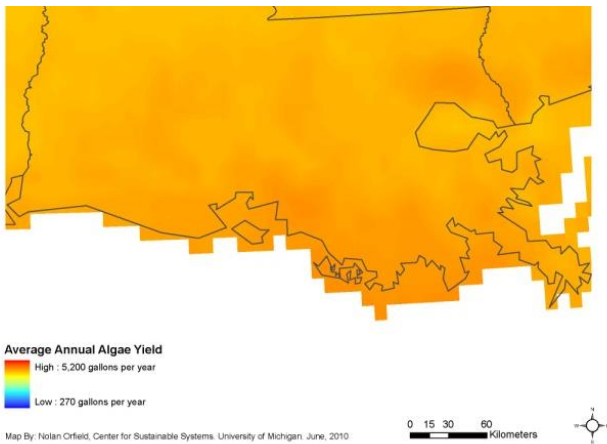 Average Annual Algae Yield
High : 5,200 gallons per year
Low : 270 gallons per year
Map By: Nolan Orfield, Center for Sustainable Systems. University of Michigan. June, 2010
0 15 30 60
Kilometers